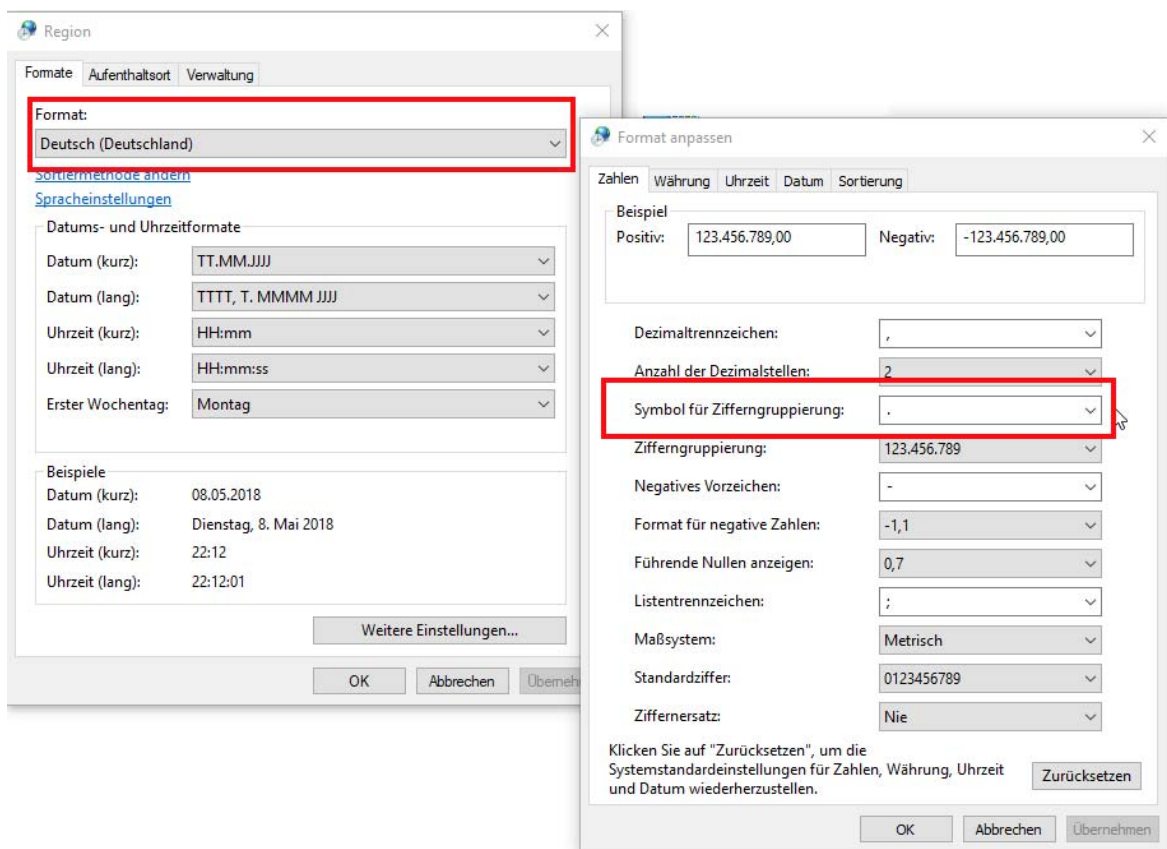 Region
Formate Aufenthaltsort Verwaltung
Format:
Deutsch (Deutschland)
Sortiermethode ändern
Spracheinstellungen
Datums- und Uhrzeitformate
Datum (kurz): TT.MM.JJJJ
Datum (lang): TTTT, T. MMMM JJJJ
Uhrzeit (kurz): HH:mm
Uhrzeit (lang): HH:mm:ss
Erster Wochentag: Montag
Beispiele
Datum (kurz): 08.05.2018
Datum (lang): Dienstag, 8. Mai 2018
Uhrzeit (kurz): 22:12
Uhrzeit (lang): 22:12:01
Weitere Einstellungen...
OK Abbrechen Überneh
Format anpassen
Zahlen Währung Uhrzeit Datum Sortierung
Beispiel
Positiv: 123.456.789,00 Negativ: -123.456.789,00
Dezimaltrennzeichen: ,
Anzahl der Dezimalstellen: 2
Symbol für Zifferngruppierung: .
Zifferngruppierung: 123.456.789
Negatives Vorzeichen: -
Format für negative Zahlen: -1,1
Führende Nullen anzeigen: 0,7
Listentrennzeichen: ;
Maßsystem: Metrisch
Standardziffer: 0123456789
Ziffernersatz: Nie
Klicken Sie auf "Zurücksetzen", um die
Systemstandardeinstellungen für Zahlen, Währung, Uhrzeit
und Datum wiederherzustellen.
Zurücksetzen
OK Abbrechen Übernehmen